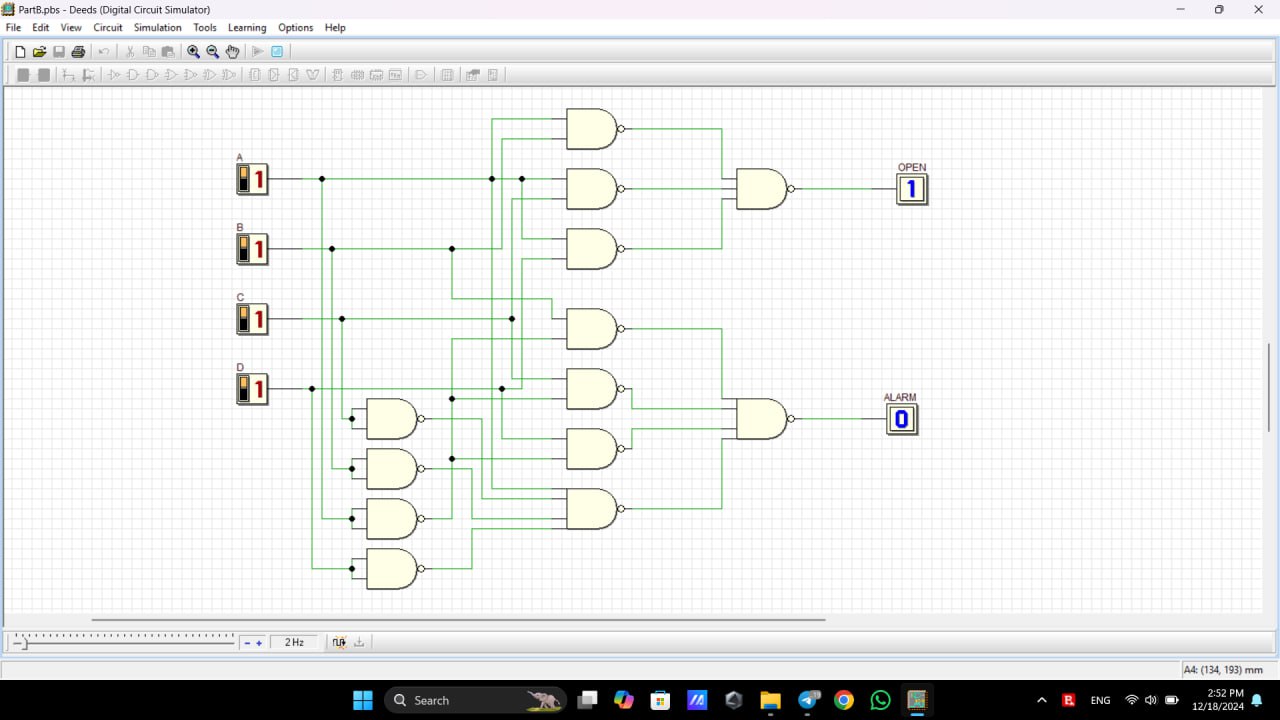 PartB.pbs - Deeds (Digital Circuit Simulator)
File Edit View Circuit Simulation Tools Learning Options Help
A
1
B
1
C
1
D
1
OPEN
1
ALARM
0
2 Hz
A4: (134, 193) mm
Search
ENG
2:52 PM
12/18/2024